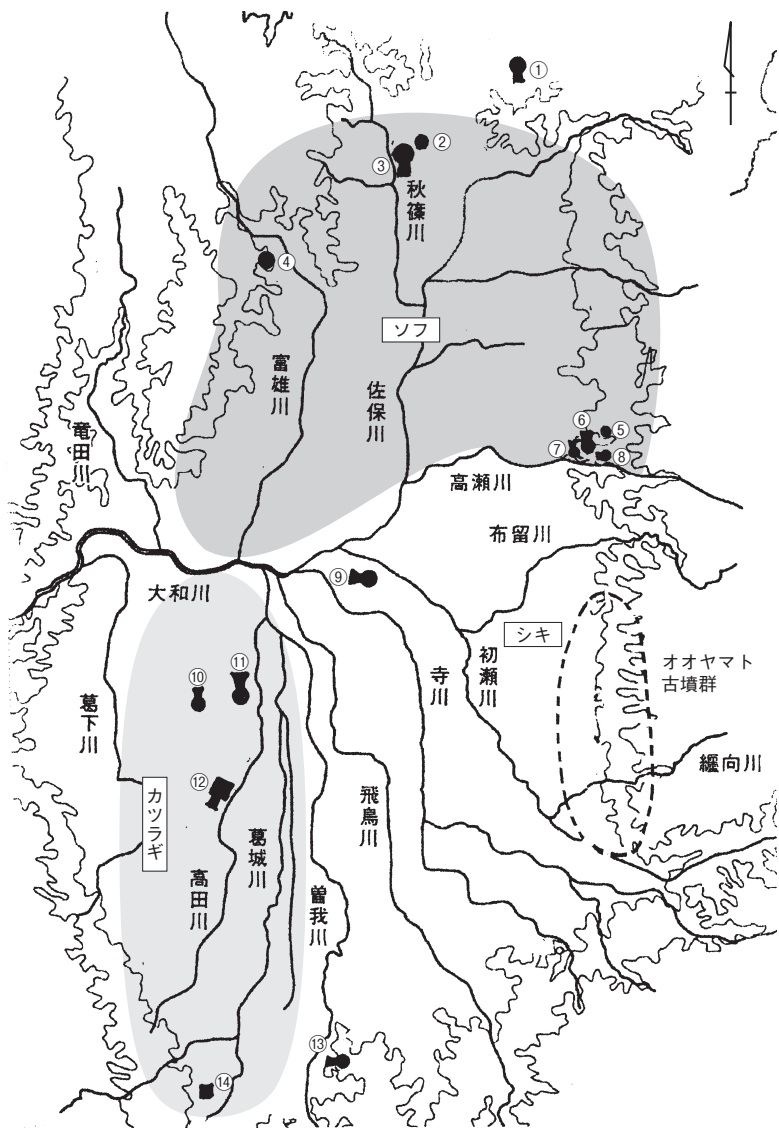 ①
②
③
秋篠川
④
ソフ
富雄川
佐保川
竜田川
⑥
⑤
⑦
⑧
高瀬川
布留川
大和川
⑨
シキ
初瀬川
寺川
オオヤマト
古墳群
⑩
⑪
葛下川
⑫
カツラギ
高田川
葛城川
飛鳥川
纒向川
曽我川
⑬
⑭